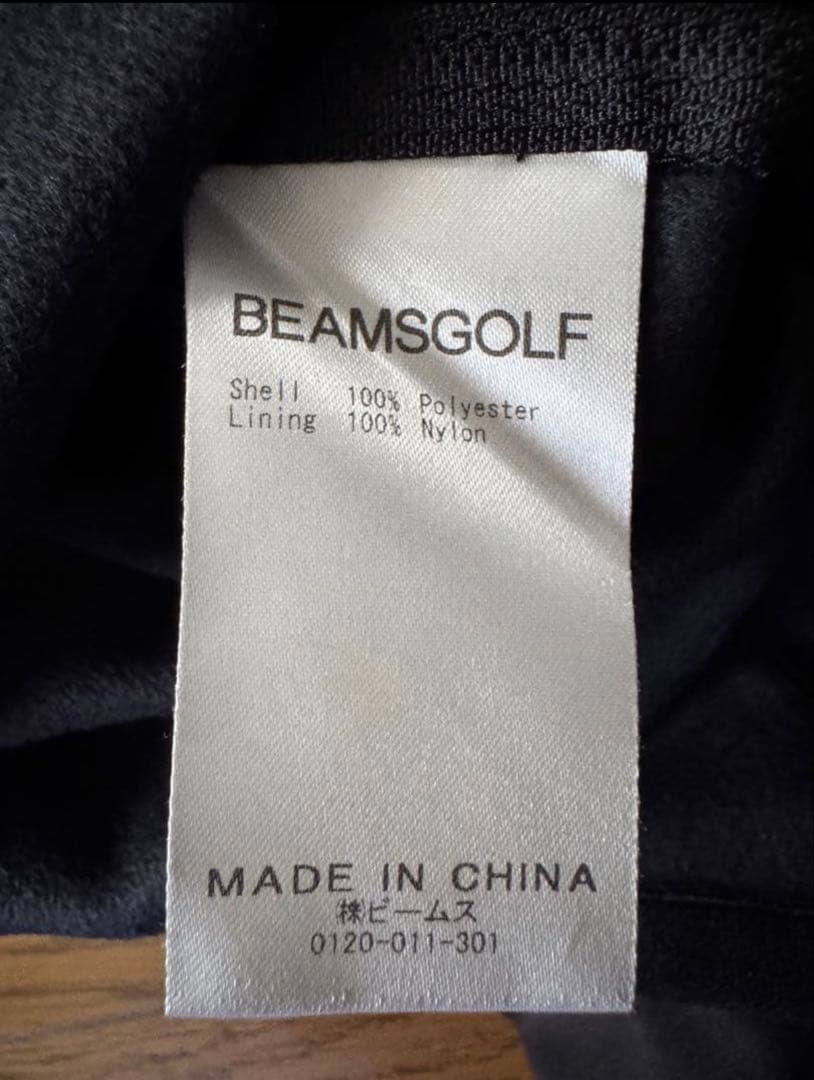 BEAMSGOLF
Shell 100% Polyester
Lining 100% Nylon
MADE IN CHINA
㈱ビームス
0120-011-301